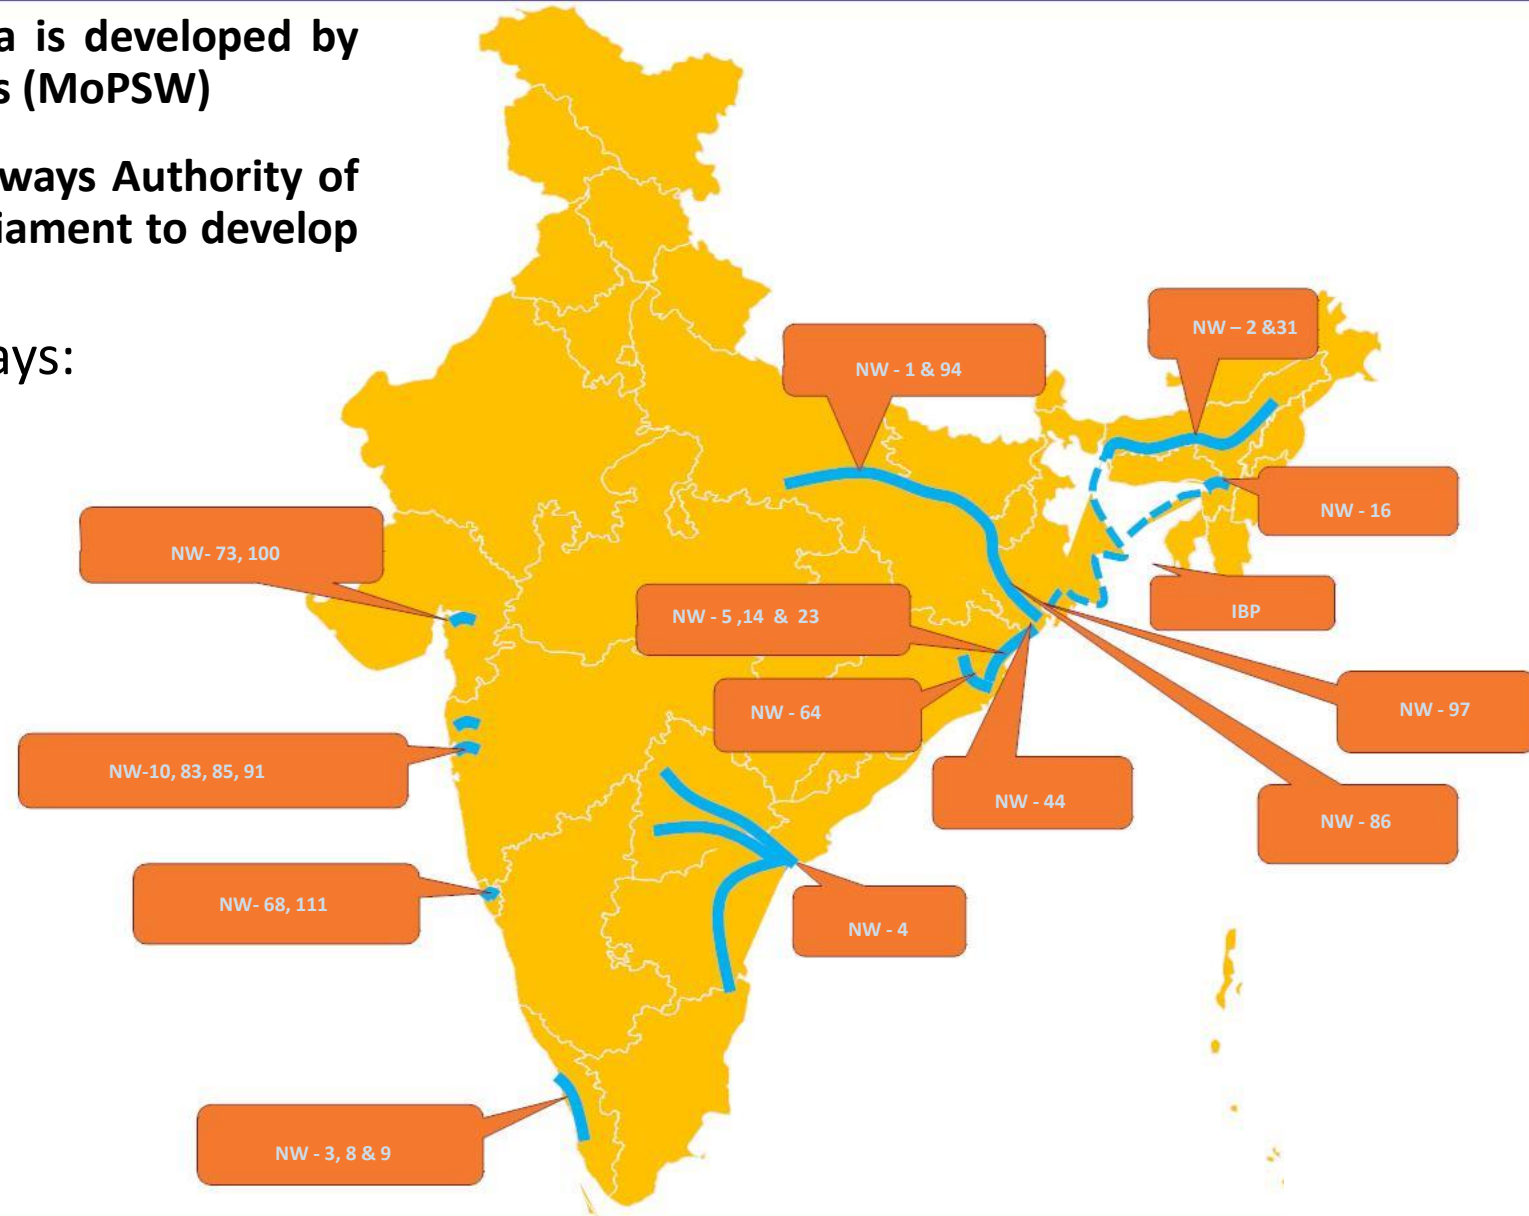 a is developed by
s (MoPSW)
ways Authority of
liament to develop
ays:
NW – 2 &31
NW - 1 & 94
NW - 16
NW- 73, 100
NW - 5 ,14 & 23
IBP
NW - 64
NW - 97
NW-10, 83, 85, 91
NW - 44
NW - 86
NW- 68, 111
NW - 4
NW - 3, 8 & 9